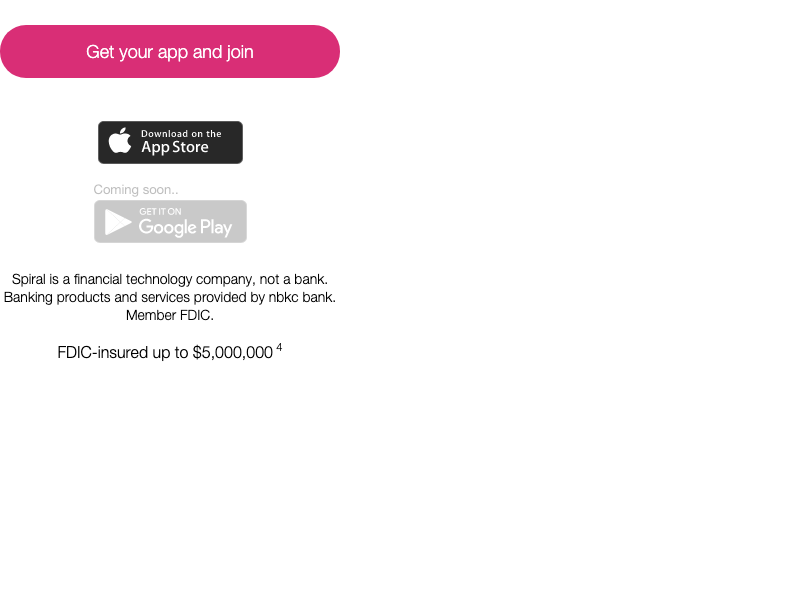 Get your app and join
Download on the
App Store
Coming soon..
GET IT ON
Google Play
Spiral is a financial technology company, not a bank.
Banking products and services provided by nbkc bank.
Member FDIC.
FDIC-insured up to $5,000,000 4